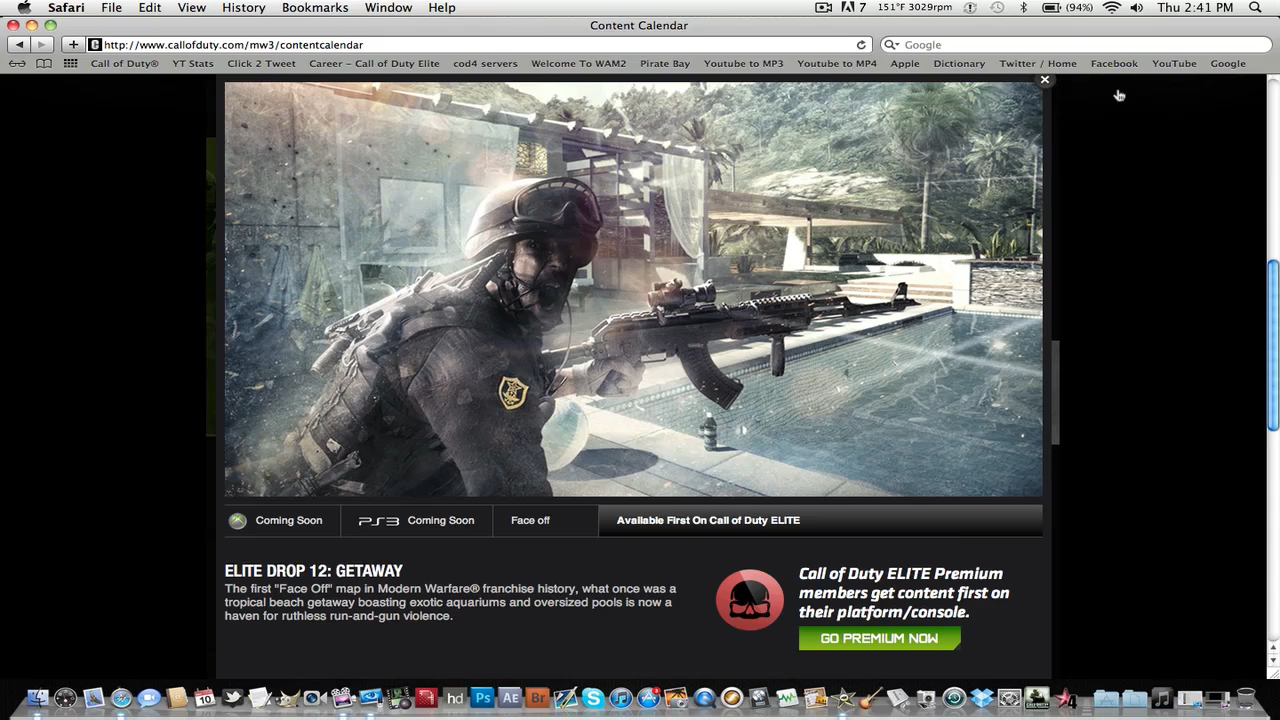 Safari File Edit View History Bookmarks Window Help 7 151°F 3029rpm (94%) Thu 2:41 PM
Content Calendar
http://www.callofduty.com/mw3/contentcalendar Google
Call of Duty® YT Stats Click 2 Tweet Career – Call of Duty Elite cod4 servers Welcome To WAM2 Pirate Bay Youtube to MP3 Youtube to MP4 Apple Dictionary Twitter / Home Facebook YouTube Google
Coming Soon PS3 Coming Soon Face off Available First On Call of Duty ELITE
ELITE DROP 12: GETAWAY
The first "Face Off" map in Modern Warfare® franchise history, what once was a
tropical beach getaway boasting exotic aquariums and oversized pools is now a
haven for ruthless run-and-gun violence.
Call of Duty ELITE Premium
members get content first on
their platform/console.
GO PREMIUM NOW
10 hd Ps Ae Br 4